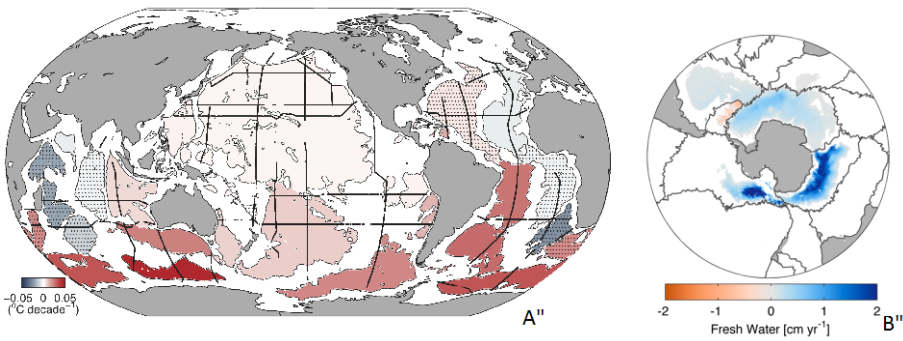 -0.05 0 0.05
(°C decade⁻¹)
A"
-2 -1 0 1 2
Fresh Water [cm yr⁻¹]
B"